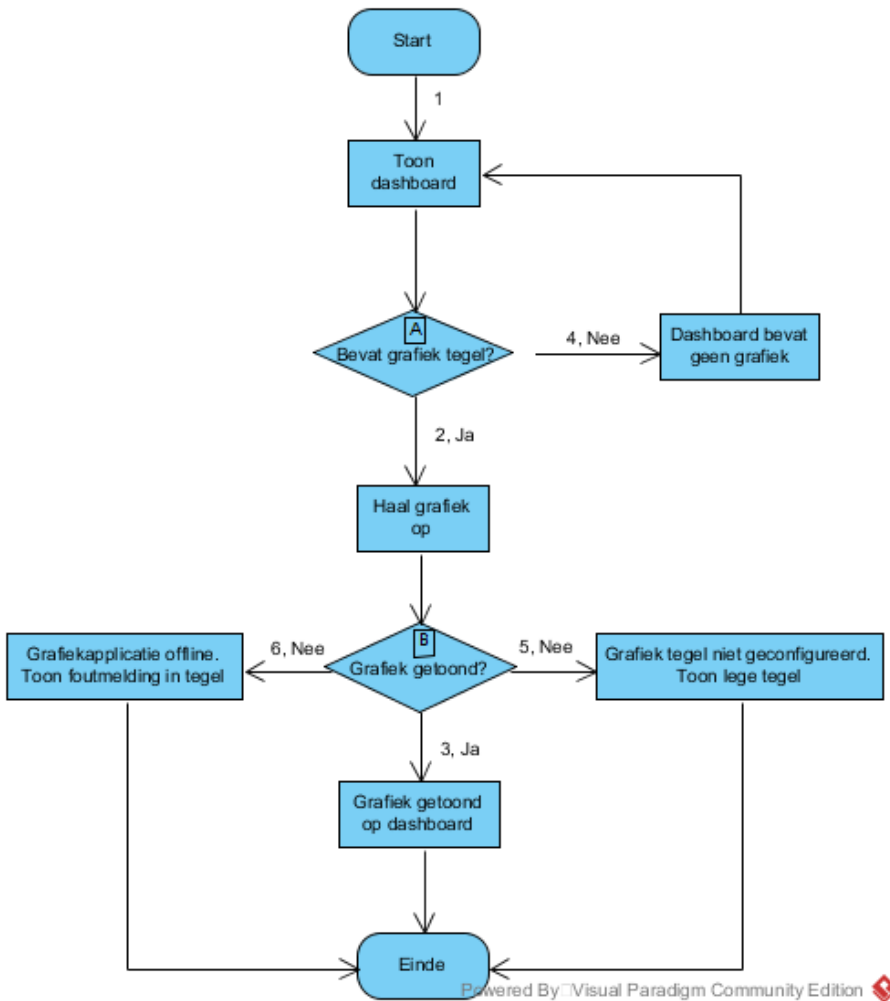 Start
1
Toon
dashboard
A
Bevat grafiek tegel?
4, Nee
Dashboard bevat
geen grafiek
2, Ja
Haal grafiek
op
B
Grafiek getoond?
6, Nee
Grafiekapplicatie offline.
Toon foutmelding in tegel
5, Nee
Grafiek tegel niet geconfigureerd.
Toon lege tegel
3, Ja
Grafiek getoond
op dashboard
Einde
Powered By Visual Paradigm Community Edition